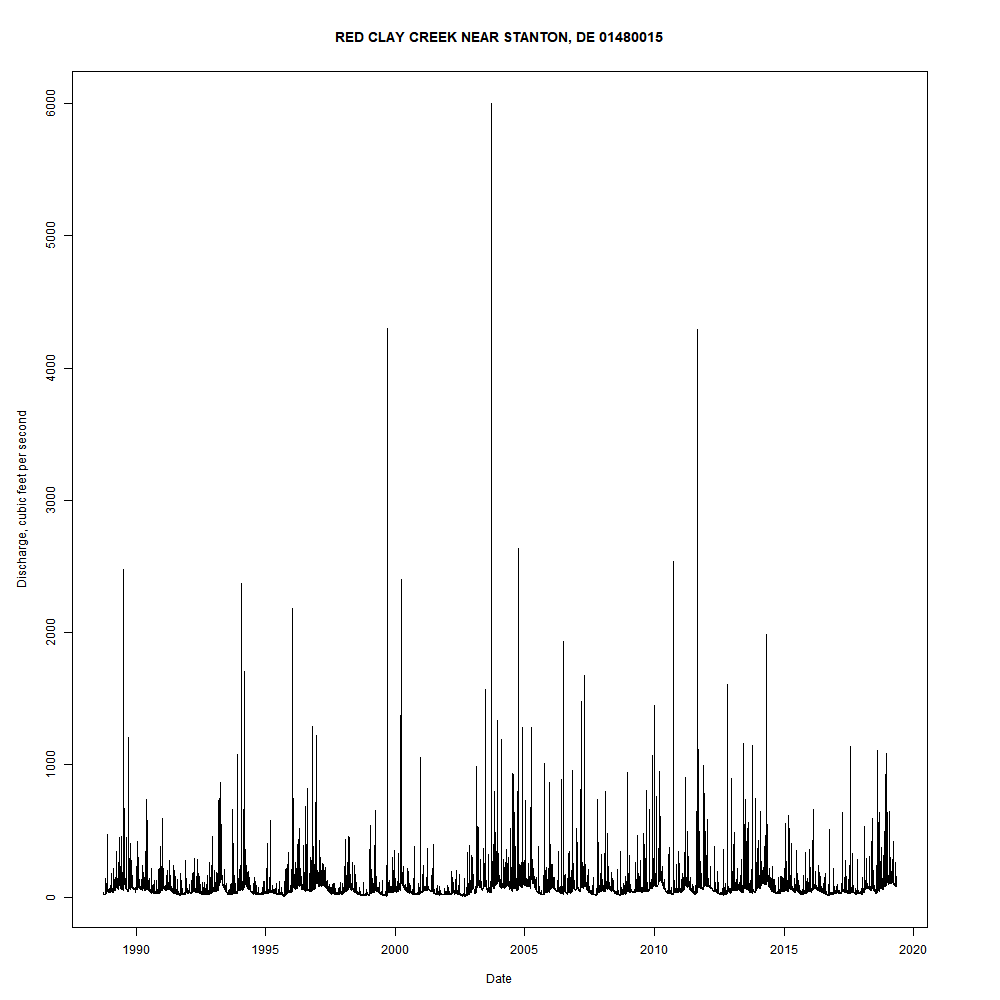 RED CLAY CREEK NEAR STANTON, DE 01480015
6000
5000
4000
3000
2000
1000
0
Discharge, cubic feet per second
1990 1995 2000 2005 2010 2015 2020
Date